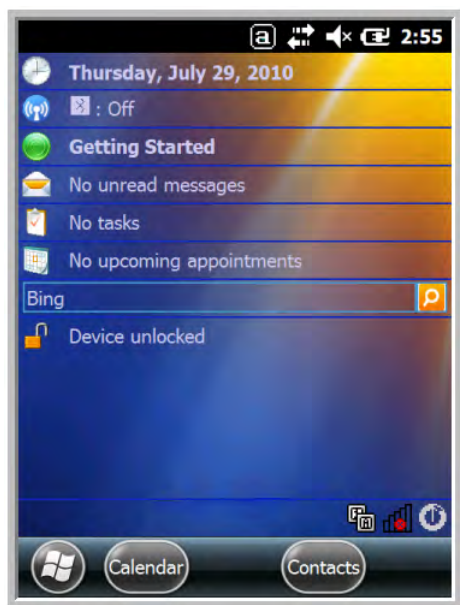 a 2:55
Thursday, July 29, 2010
: Off
Getting Started
No unread messages
No tasks
No upcoming appointments
Bing
Device unlocked
Calendar Contacts